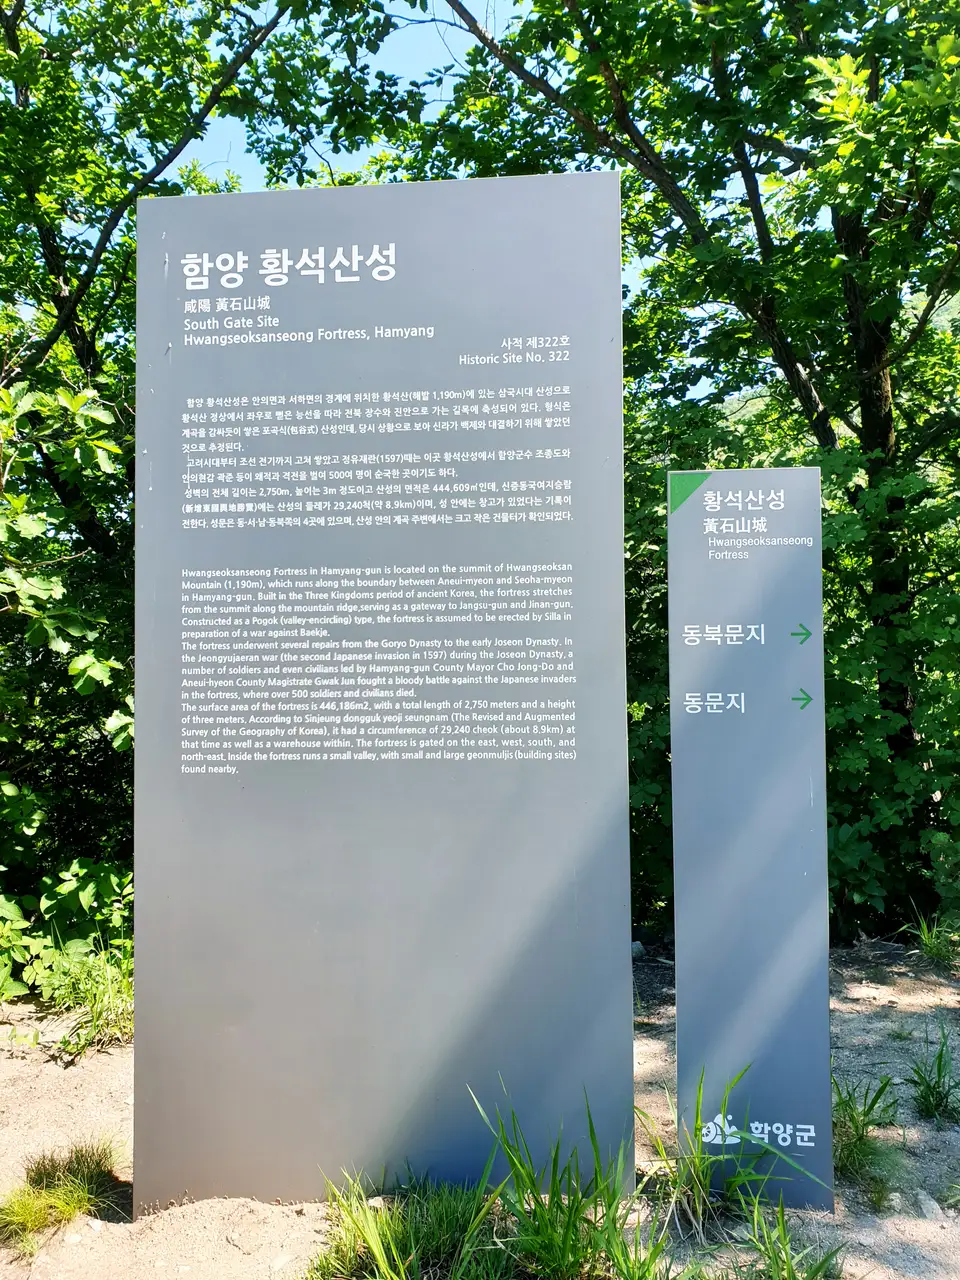 함양 황석산성
咸陽 黃石山城
South Gate Site
Hwangseoksanseong Fortress, Hamyang
사적 제322호
Historic Site No. 322
함양 황석산성은 안의면과 서하면의 경계에 위치한 황석산(해발 1,190m)에 있는 삼국시대 산성으로
황석산 정상에서 좌우로 뻗은 능선을 따라 전북 장수와 진안으로 가는 길목에 축성되어 있다. 형식은
계곡을 감싸듯이 쌓은 포곡식(包谷式) 산성인데, 당시 상황으로 보아 신라가 백제와 대결하기 위해 쌓았던
것으로 추정된다.
고려시대부터 조선 전기까지 고쳐 쌓았고 정유재란(1597)때는 이곳 황석산성에서 함양군수 조종도와
안의현감 곽준 등이 왜적과 격전을 벌여 500여 명이 순국한 곳이기도 하다.
성벽의 전체 길이는 2,750m, 높이는 3m 정도이고 산성의 면적은 444,609㎡인데, 신증동국여지승람
(新增東國輿地勝覽)에는 산성의 둘레가 29,240척(약 8.9km)이며, 성 안에는 창고가 있었다는 기록이
전한다. 성문은 동·서·남·동북쪽의 4곳에 있으며, 산성 안의 계곡 주변에서는 크고 작은 건물터가 확인되었다.
Hwangseoksanseong Fortress in Hamyang-gun is located on the summit of Hwangseoksan
Mountain (1,190m), which runs along the boundary between Aneui-myeon and Seoha-myeon
in Hamyang-gun. Built in the Three Kingdoms period of ancient Korea, the fortress stretches
from the summit along the mountain ridge,serving as a gateway to Jangsu-gun and Jinan-gun.
Constructed as a Pogok (valley-encircling) type, the fortress is assumed to be erected by Silla in
preparation of a war against Baekje.
The fortress underwent several repairs from the Goryo Dynasty to the early Joseon Dynasty. In
the Jeongyujaeran war (the second Japanese invasion in 1597) during the Joseon Dynasty, a
number of soldiers and even civilians led by Hamyang-gun County Mayor Cho Jong-Do and
Aneui-hyeon County Magistrate Gwak Jun fought a bloody battle against the Japanese invaders
in the fortress, where over 500 soldiers and civilians died.
The surface area of the fortress is 446,186m2, with a total length of 2,750 meters and a height
of three meters. According to Sinjeung dongguk yeoji seungnam (The Revised and Augmented
Survey of the Geography of Korea), it had a circumference of 29,240 cheok (about 8.9km) at
that time as well as a warehouse within. The fortress is gated on the east, west, south, and
north-east. Inside the fortress runs a small valley, with small and large geonmuljis (building sites)
found nearby.
황석산성
黃石山城
Hwangseoksanseong
Fortress
동북문지 →
동문지 →
함양군